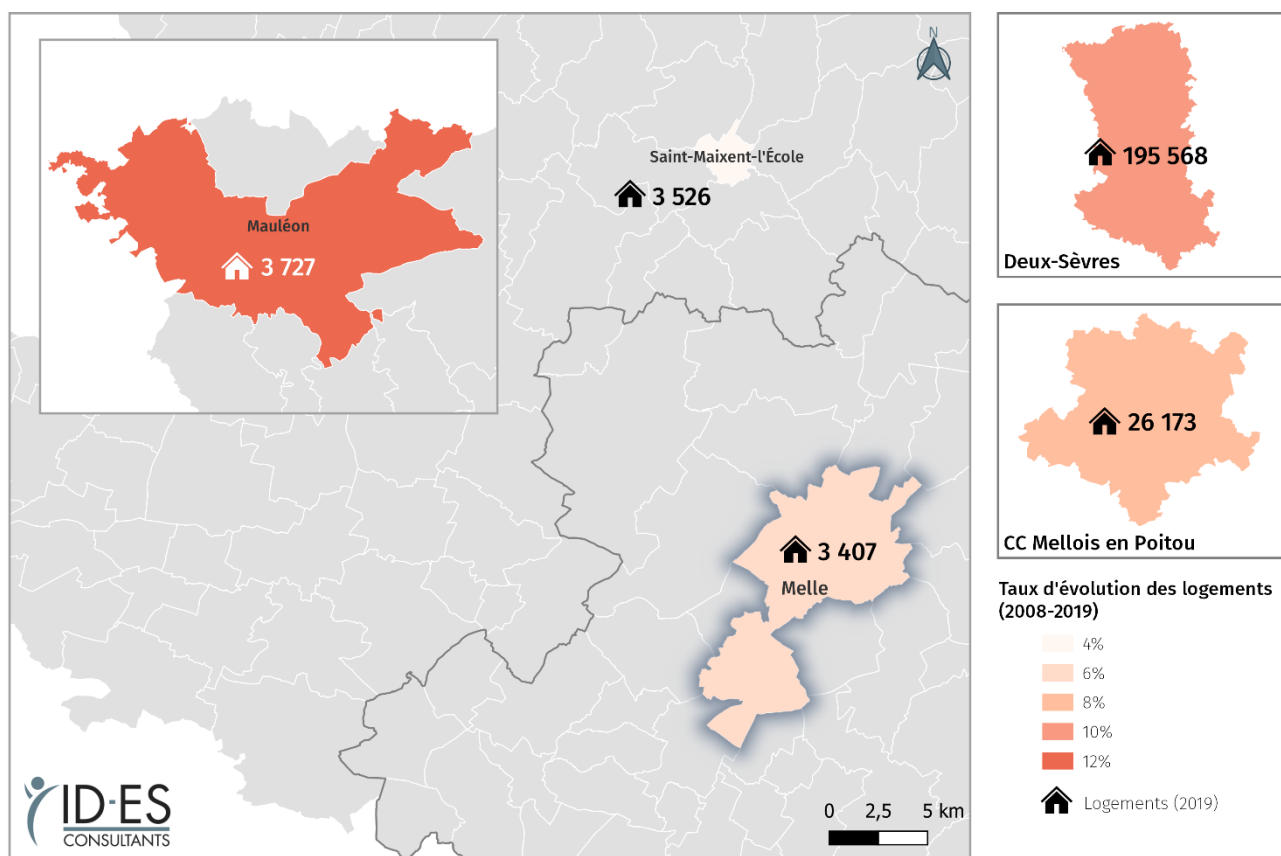 N
Saint-Maixent-l'École
3 526
Mauléon
3 727
3 407
Melle
195 568
Deux-Sèvres
26 173
CC Mellois en Poitou
Taux d'évolution des logements
(2008-2019)
4%
6%
8%
10%
12%
Logements (2019)
0 2,5 5 km
ID-ES
CONSULTANTS